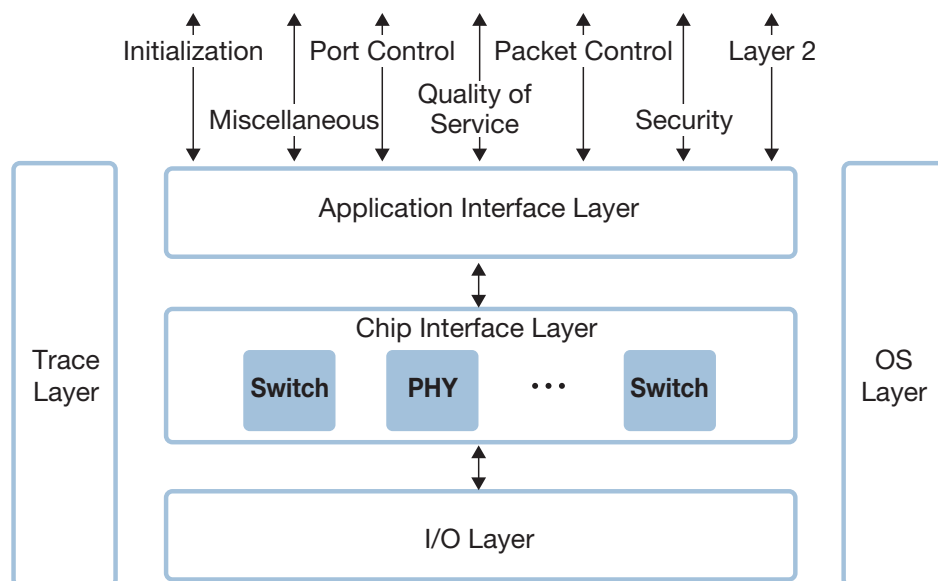 Initialization
Port Control
Packet Control
Layer 2
Miscellaneous
Quality of
Service
Security
Application Interface Layer
Chip Interface Layer
Trace
Layer
Switch
PHY
•••
Switch
OS
Layer
I/O Layer